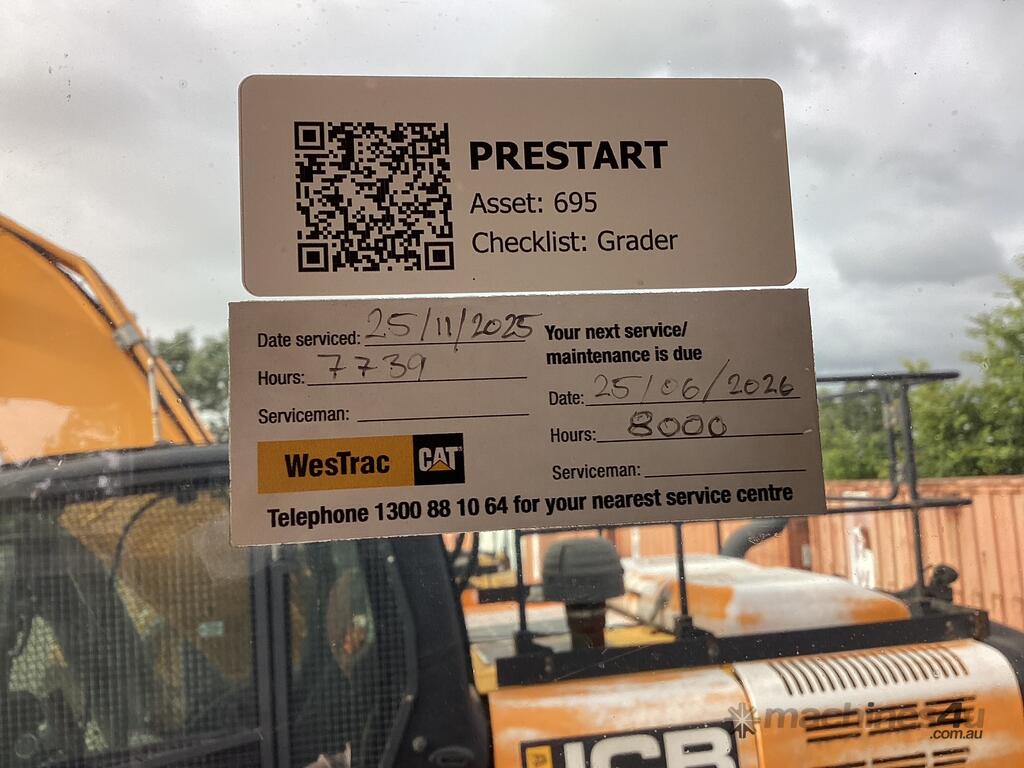 PRESTART
Asset: 695
Checklist: Grader
Date serviced: 25/11/2025
Hours: 7739
Serviceman:
WesTrac CAT
Your next service/
maintenance is due
Date: 25/06/2026
Hours: 8000
Serviceman:
Telephone 1300 88 10 64 for your nearest service centre
JCB
machines4u
.com.au